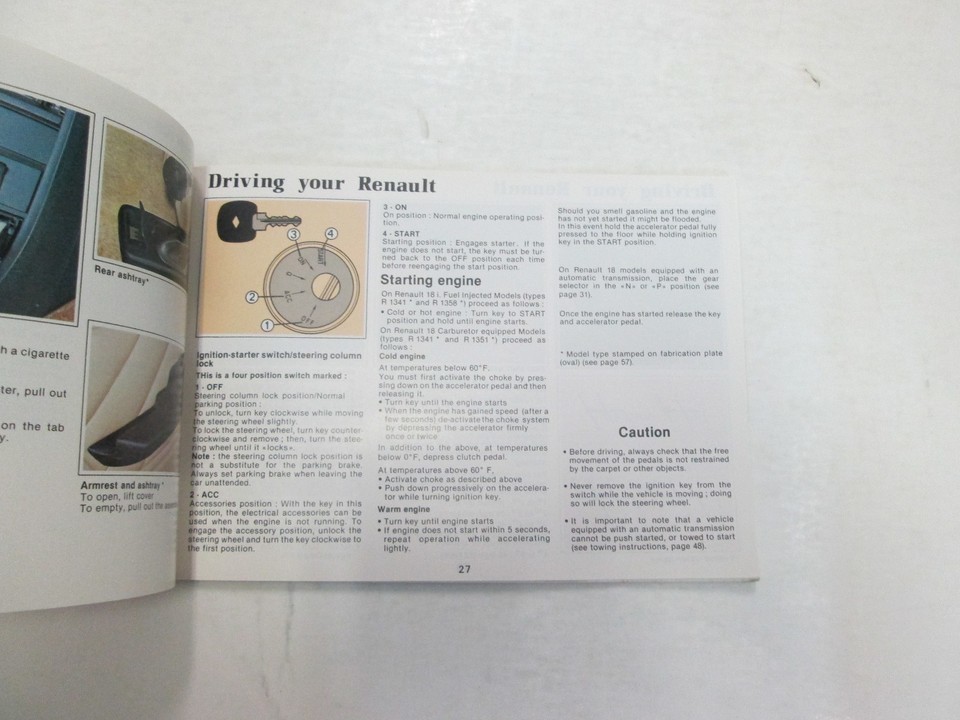 Rear ashtray*
h a cigarette
ter, pull out
on the tab
y.
Armrest and ashtray*
To open, lift cover
To empty, pull out the
Driving your Renault
3
4
START
ON
O
2
ACC
1
OFF
Ignition-starter switch/steering column
lock
THis is a four position switch marked :
1 - OFF
Steering column lock position/Normal
parking position :
To unlock, turn key clockwise while moving
the steering wheel slightly.
To lock the steering wheel, turn key counter-
clockwise and remove ; then, turn the stee-
ring wheel until it «locks».
Note : the steering column lock position is
not a substitute for the parking brake.
Always set parking brake when leaving the
car unattended.
2 - ACC
Accessories position : With the key in this
position, the electrical accessories can be
used when the engine is not running. To
engage the accessory position, unlock the
steering wheel and turn the key clockwise to
the first position.
3 - ON
On position : Normal engine operating posi-
tion.
4 - START
Starting position : Engages starter. If the
engine does not start, the key must be tur-
ned back to the OFF position each time
before reengaging the start position.
Starting engine
On Renault 18 i. Fuel Injected Models (types
R 1341 * and R 1358 *) proceed as follows :
• Cold or hot engine : Turn key to START
position and hold until engine starts.
On Renault 18 Carburetor equipped Models
(types R 1341 * and R 1351 *) proceed as
follows :
Cold engine
At temperatures below 60°F.
You must first activate the choke by pres-
sing down on the accelerator pedal and then
releasing it.
• Turn key until the engine starts
• When the engine has gained speed (after a
few seconds) de-activate the choke system
by depressing the accelerator firmly
once or twice
In addition to the above, at temperatures
below 0°F, depress clutch pedal.
At temperatures above 60° F.
• Activate choke as described above
• Push down progressively on the accelera-
tor while turning ignition key.
Warm engine
• Turn key until engine starts
• If engine does not start within 5 seconds,
repeat operation while accelerating
lightly.
Should you smell gasoline and the engine
has not yet started it might be flooded.
In this event hold the accelerator pedal fully
pressed to the floor while holding ignition
key in the START position.
On Renault 18 models equipped with an
automatic transmission, place the gear
selector in the «N» or «P» position (see
page 31).
Once the engine has started release the key
and accelerator pedal.
* Model type stamped on fabrication plate
(oval) (see page 57).
Caution
• Before driving, always check that the free
movement of the pedals is not restrained
by the carpet or other objects.
• Never remove the ignition key from the
switch while the vehicle is moving ; doing
so will lock the steering wheel.
• It is important to note that a vehicle
equipped with an automatic transmission
cannot be push started, or towed to start
(see towing instructions, page 48).
27